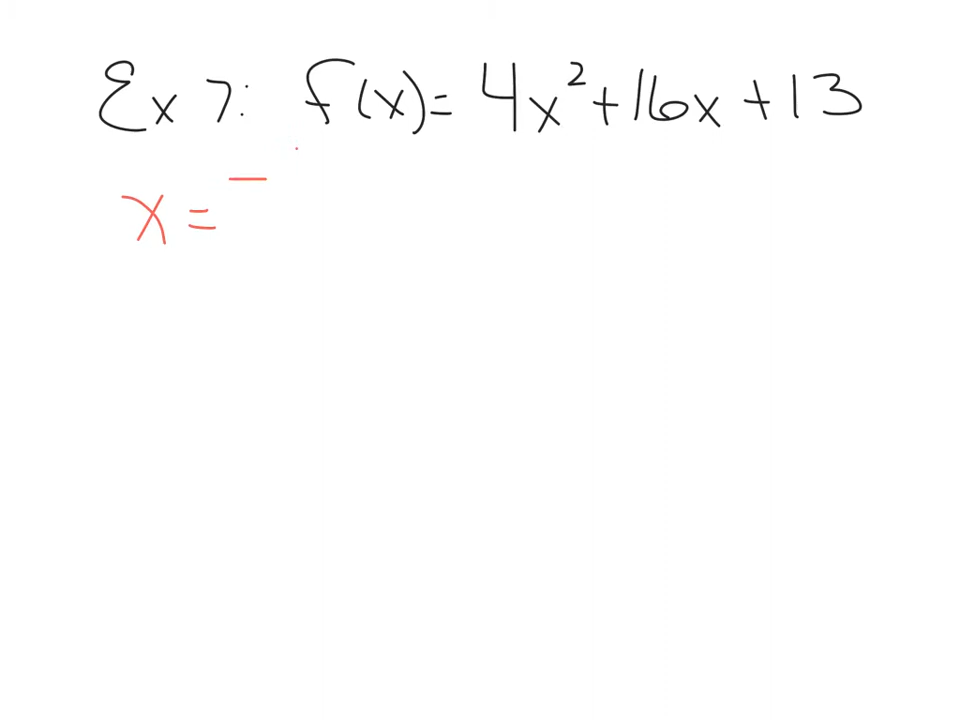 Ex 7: f(x)= 4x²+16x+13
x = −